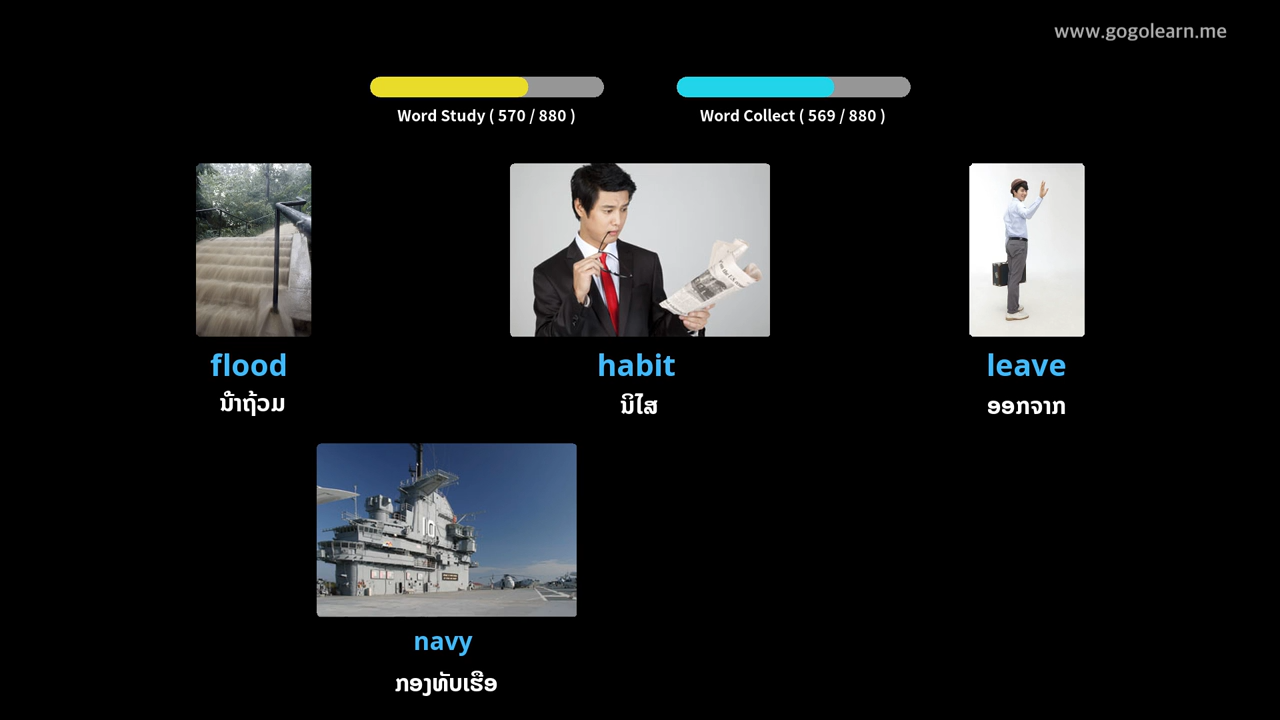 www.gogolearn.me
Word Study ( 570 / 880 )
Word Collect ( 569 / 880 )
flood
ນ້ຳຖ້ວມ
habit
ນິໄສ
leave
ອອກຈາກ
10
navy
ກອງທັບເຮືອ